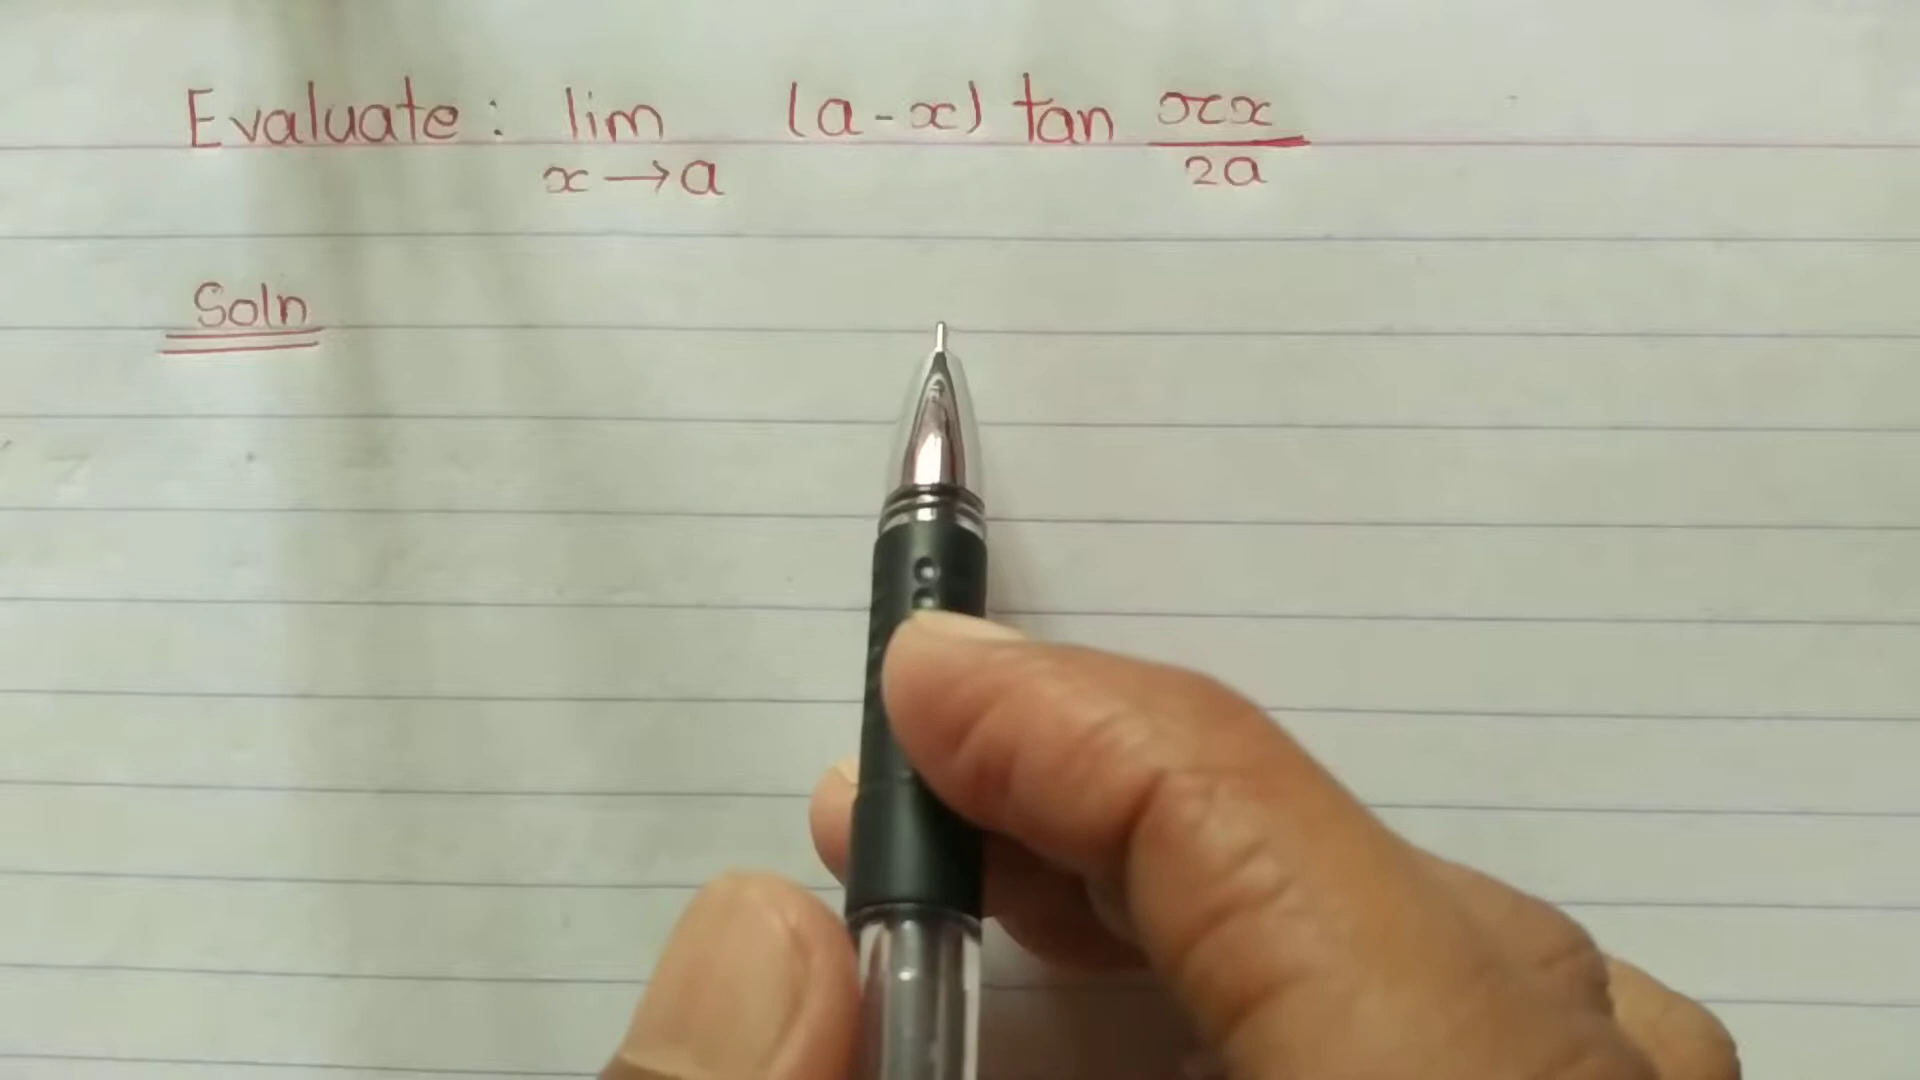 Evaluate : lim (a-x) tan πx
x→a 2a
Soln